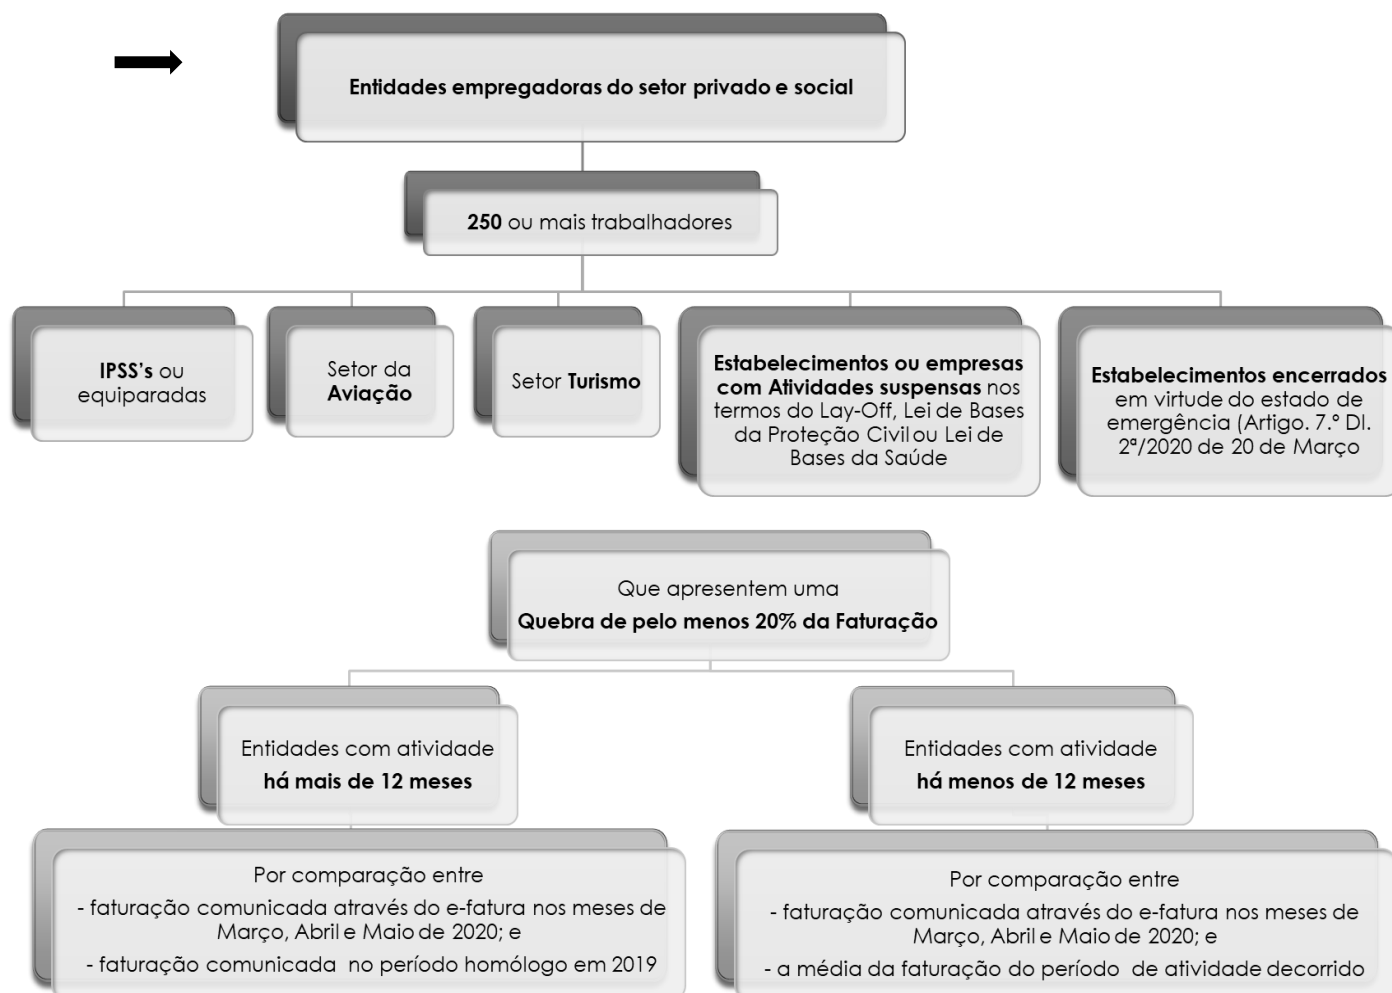 Entidades empregadoras do setor privado e social
250 ou mais trabalhadores
IPSS's ou
equiparadas
Setor da
Aviação
Setor Turismo
Estabelecimentos ou empresas
com Atividades suspensas nos
termos do Lay-Off, Lei de Bases
da Proteção Civil ou Lei de
Bases da Saúde
Estabelecimentos encerrados
em virtude do estado de
emergência (Artigo. 7.º Dl.
2ª/2020 de 20 de Março
Que apresentem uma
Quebra de pelo menos 20% da Faturação
Entidades com atividade
há mais de 12 meses
Entidades com atividade
há menos de 12 meses
Por comparação entre
- faturação comunicada através do e-fatura nos meses de
Março, Abril e Maio de 2020; e
- faturação comunicada no período homólogo em 2019
Por comparação entre
- faturação comunicada através do e-fatura nos meses de
Março, Abril e Maio de 2020; e
- a média da faturação do período de atividade decorrido